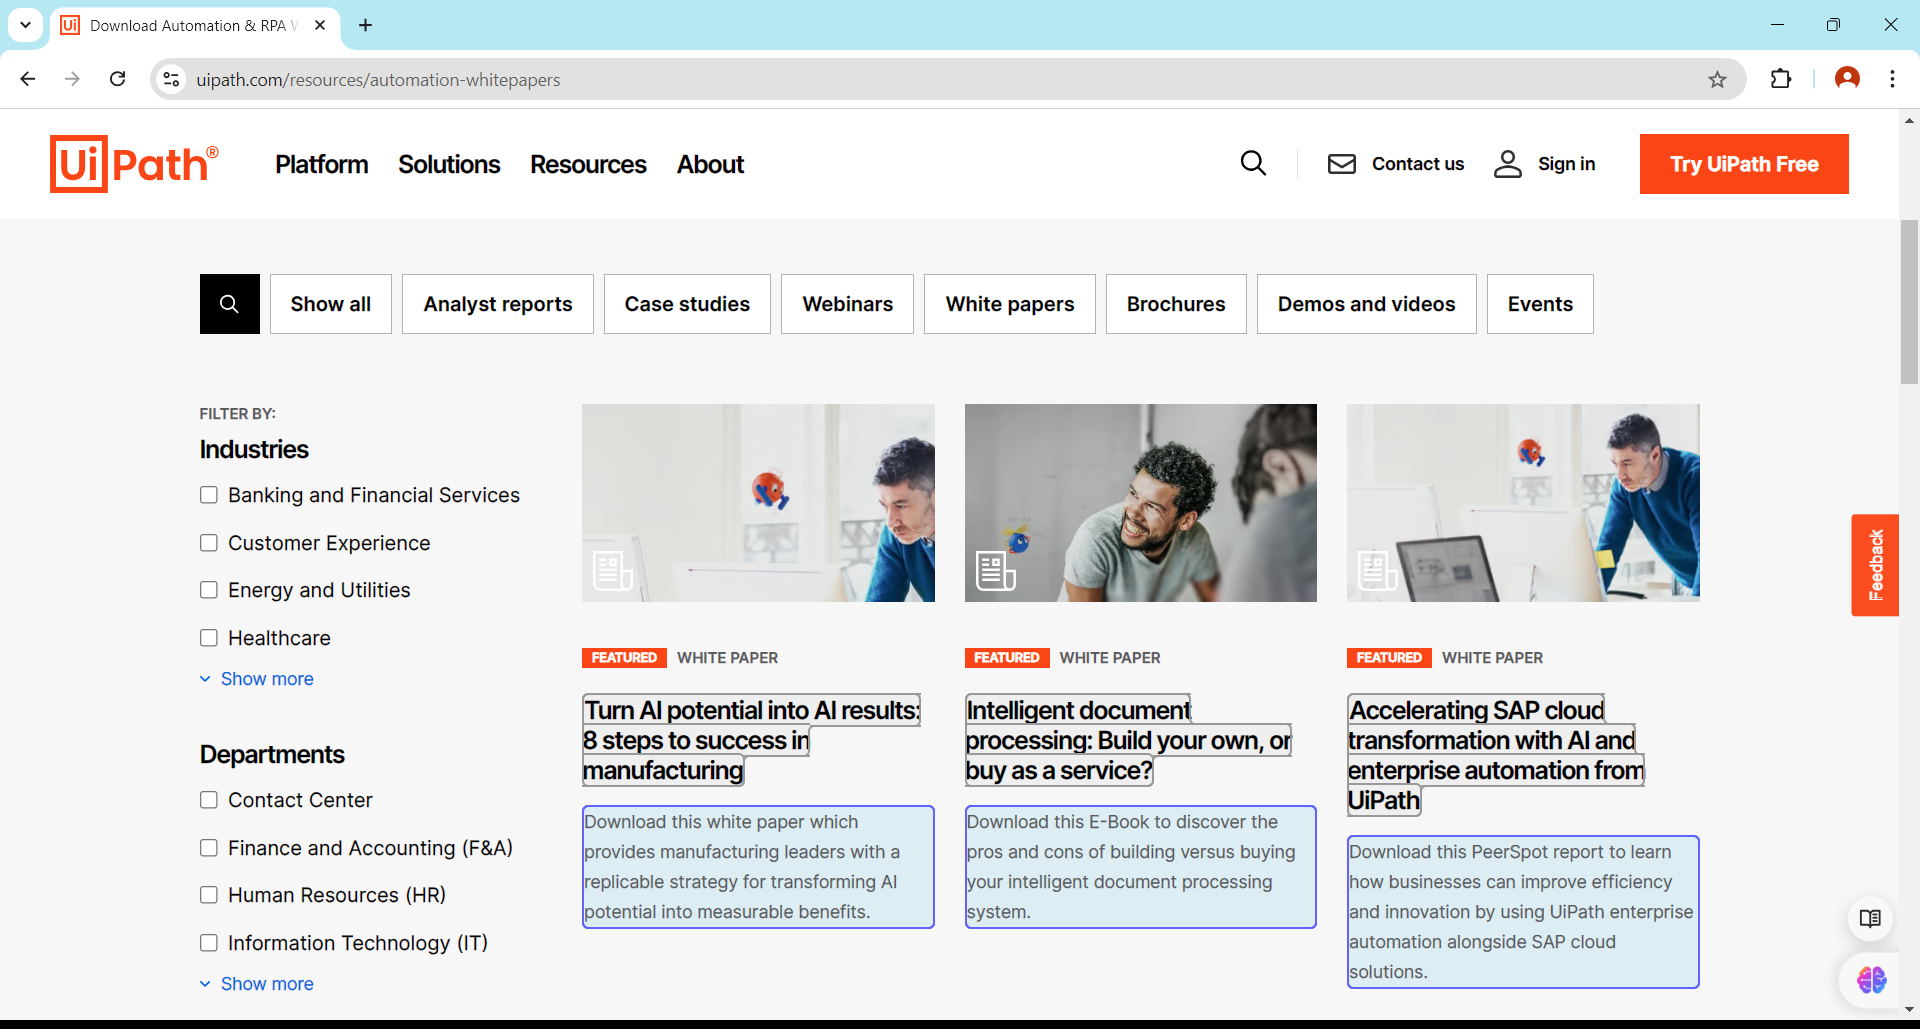 Download Automation & RPA W
uipath.com/resources/automation-whitepapers
UiPath®
Platform
Solutions
Resources
About
Contact us
Sign in
Try UiPath Free
Show all
Analyst reports
Case studies
Webinars
White papers
Brochures
Demos and videos
Events
FILTER BY:
Industries
Banking and Financial Services
Customer Experience
Energy and Utilities
Healthcare
Show more
Departments
Contact Center
Finance and Accounting (F&A)
Human Resources (HR)
Information Technology (IT)
Show more
FEATURED WHITE PAPER
Turn AI potential into AI results:
8 steps to success in
manufacturing
Download this white paper which
provides manufacturing leaders with a
replicable strategy for transforming AI
potential into measurable benefits.
FEATURED WHITE PAPER
Intelligent document
processing: Build your own, or
buy as a service?
Download this E-Book to discover the
pros and cons of building versus buying
your intelligent document processing
system.
FEATURED WHITE PAPER
Accelerating SAP cloud
transformation with AI and
enterprise automation from
UiPath
Download this PeerSpot report to learn
how businesses can improve efficiency
and innovation by using UiPath enterprise
automation alongside SAP cloud
solutions.
Feedback